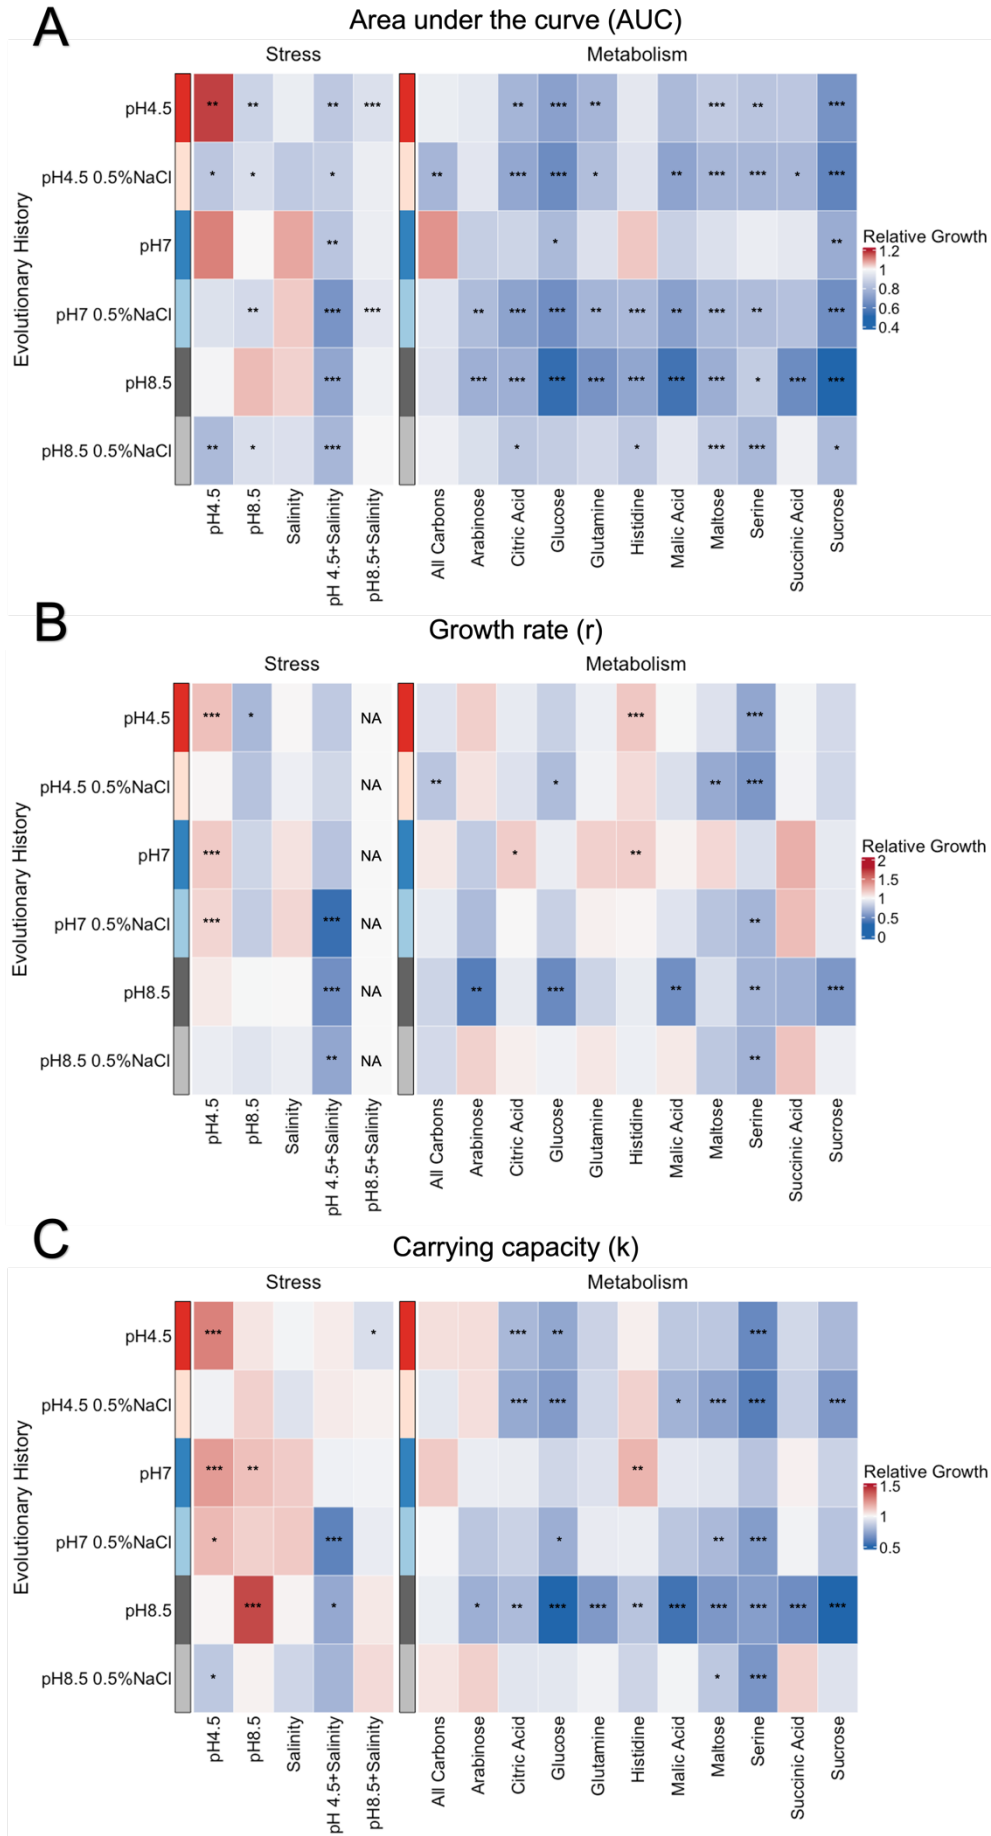 A
Area under the curve (AUC)
Stress
Metabolism
Evolutionary History
pH4.5
** ** ** *** ** *** ** *** ** ***
pH4.5 0.5%NaCl
* * * ** *** *** * ** *** *** * ***
pH7
** * **
pH7 0.5%NaCl
** *** *** ** *** *** ** *** ** *** ** ***
pH8.5
*** *** *** *** *** *** *** *** * *** ***
pH8.5 0.5%NaCl
** * *** * * *** *** *
pH4.5
pH8.5
Salinity
pH 4.5+Salinity
pH8.5+Salinity
All Carbons
Arabinose
Citric Acid
Glucose
Glutamine
Histidine
Malic Acid
Maltose
Serine
Succinic Acid
Sucrose
Relative Growth
1.2
1
0.8
0.6
0.4
B
Growth rate (r)
Stress
Metabolism
Evolutionary History
pH4.5
*** * NA *** ***
pH4.5 0.5%NaCl
NA ** * ** ***
pH7
*** NA * **
pH7 0.5%NaCl
*** *** NA **
pH8.5
*** NA ** *** ** ** ***
pH8.5 0.5%NaCl
** NA **
pH4.5
pH8.5
Salinity
pH 4.5+Salinity
pH8.5+Salinity
All Carbons
Arabinose
Citric Acid
Glucose
Glutamine
Histidine
Malic Acid
Maltose
Serine
Succinic Acid
Sucrose
Relative Growth
2
1.5
1
0.5
0
C
Carrying capacity (k)
Stress
Metabolism
Evolutionary History
pH4.5
*** * *** ** ***
pH4.5 0.5%NaCl
*** *** * *** *** ***
pH7
*** ** **
pH7 0.5%NaCl
* *** * ** ***
pH8.5
*** * * ** *** *** ** *** *** *** *** ***
pH8.5 0.5%NaCl
* * ***
pH4.5
pH8.5
Salinity
pH 4.5+Salinity
pH8.5+Salinity
All Carbons
Arabinose
Citric Acid
Glucose
Glutamine
Histidine
Malic Acid
Maltose
Serine
Succinic Acid
Sucrose
Relative Growth
1.5
1
0.5